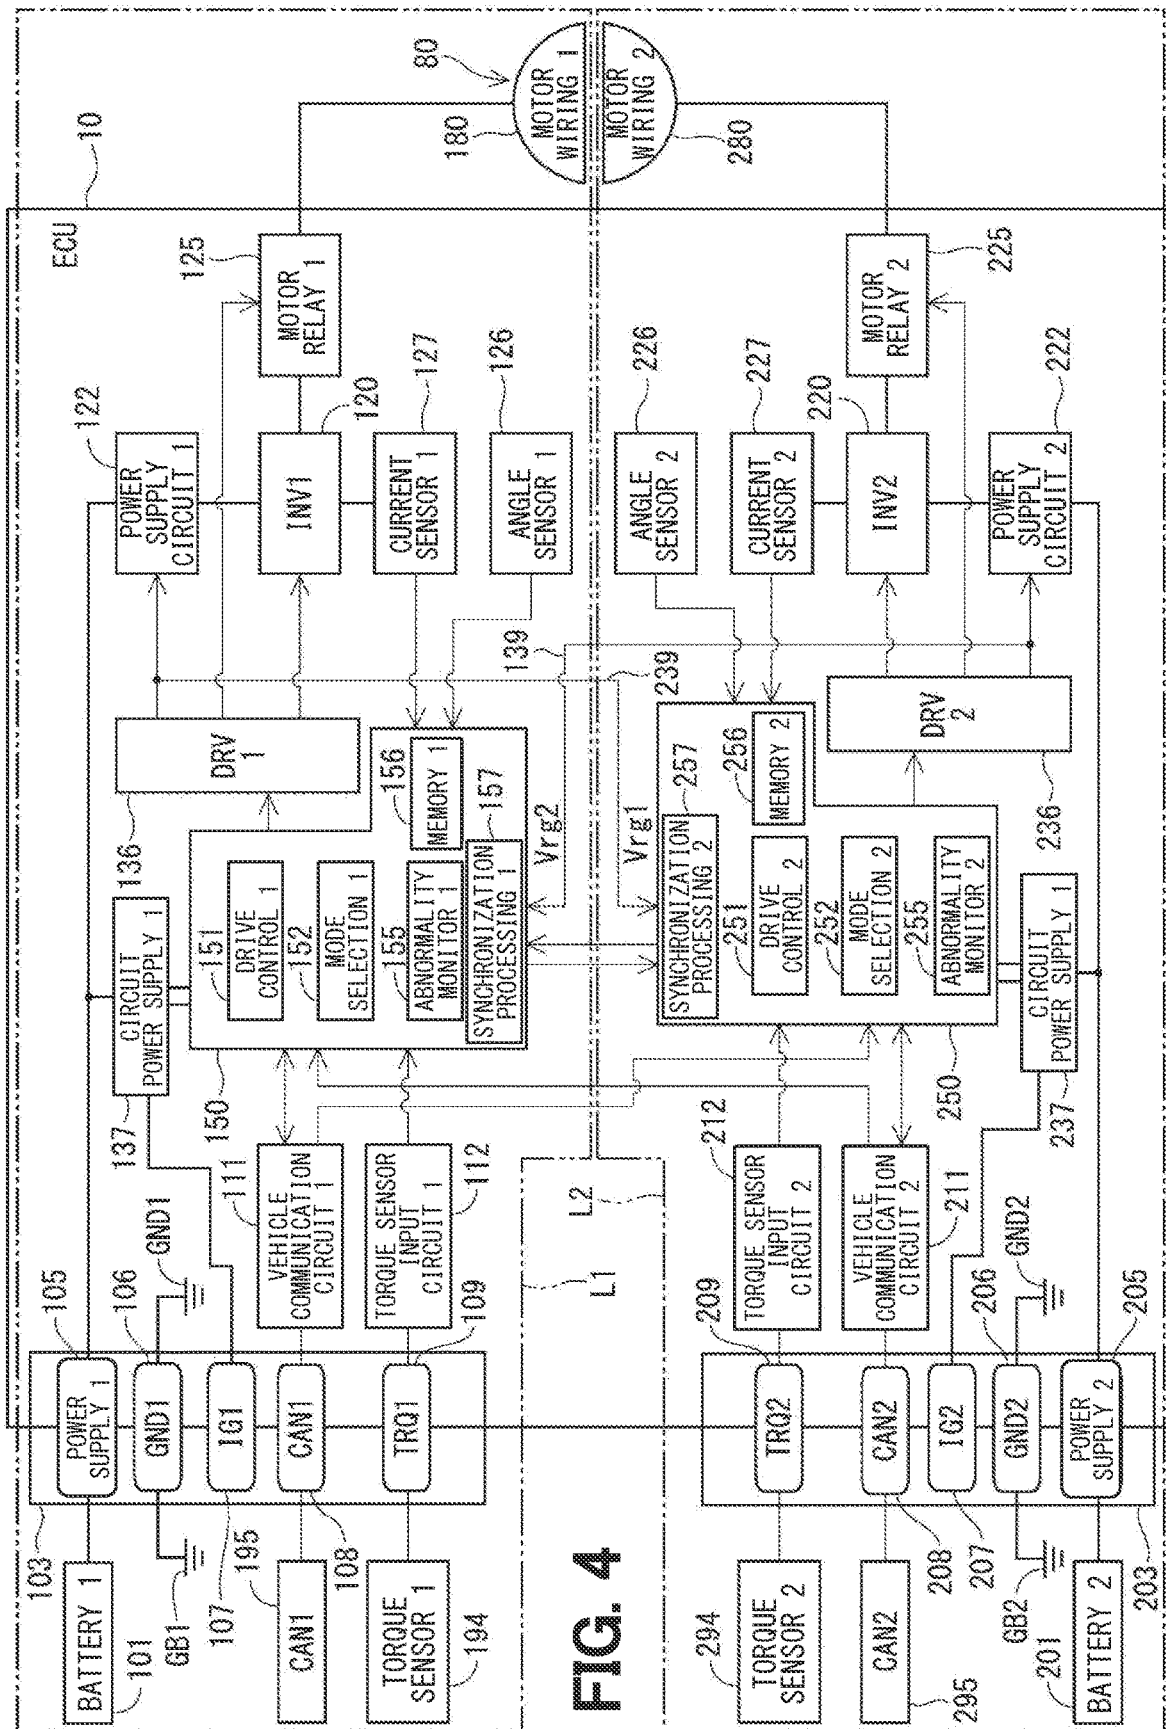 FIG. 4
ECU
10
80
BATTERY 1
101
103
POWER
SUPPLY 1
105
GB1
GND1
106
GND1
IG1
107
CAN1
195
CAN1
108
TORQUE
SENSOR 1
194
TRQ1
109
VEHICLE
COMMUNICATION
CIRCUIT 1
111
TORQUE SENSOR
INPUT
CIRCUIT 1
112
CIRCUIT
POWER SUPPLY 1
137
150
DRIVE
CONTROL 1
151
MODE
SELECTION 1
152
ABNORMALITY
MONITOR 1
155
MEMORY 1
156
SYNCHRONIZATION
PROCESSING 1
157
DRV
1
136
POWER
SUPPLY
CIRCUIT 1
122
INV1
120
CURRENT
SENSOR 1
127
ANGLE
SENSOR 1
126
MOTOR
RELAY 1
125
MOTOR
WIRING 1
180
Vrg2
139
L1
L2
Vrg1
239
MOTOR
WIRING 2
280
MOTOR
RELAY 2
225
ANGLE
SENSOR 2
226
CURRENT
SENSOR 2
227
INV2
220
POWER
SUPPLY
CIRCUIT 2
222
DRV
2
236
SYNCHRONIZATION
PROCESSING 2
257
MEMORY 2
256
DRIVE
CONTROL 2
251
MODE
SELECTION 2
252
ABNORMALITY
MONITOR 2
255
250
CIRCUIT
POWER SUPPLY 1
237
TORQUE SENSOR
INPUT
CIRCUIT 2
212
VEHICLE
COMMUNICATION
CIRCUIT 2
211
TORQUE
SENSOR 2
294
TRQ2
209
CAN2
295
CAN2
208
IG2
207
GB2
GND2
206
GND2
BATTERY 2
201
POWER
SUPPLY 2
205
203